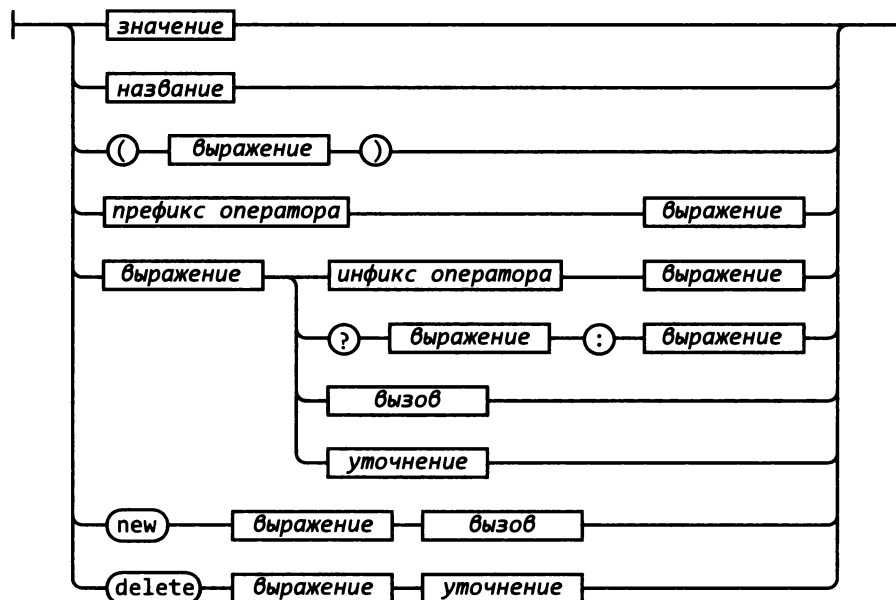 значение
название
( выражение )
префикс оператора выражение
выражение инфикс оператора выражение
? выражение : выражение
вызов
уточнение
new выражение вызов
delete выражение уточнение